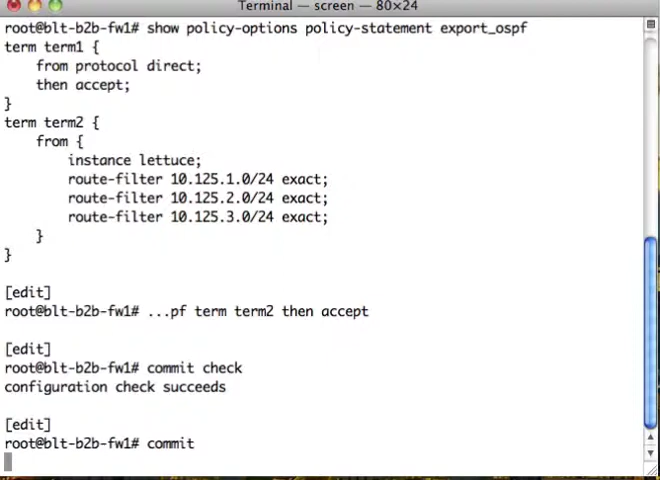 Terminal — screen — 80×24
root@blt-b2b-fw1# show policy-options policy-statement export_ospf
term term1 {
    from protocol direct;
    then accept;
}
term term2 {
    from {
        instance lettuce;
        route-filter 10.125.1.0/24 exact;
        route-filter 10.125.2.0/24 exact;
        route-filter 10.125.3.0/24 exact;
    }
}
[edit]
root@blt-b2b-fw1# ...pf term term2 then accept
[edit]
root@blt-b2b-fw1# commit check
configuration check succeeds
[edit]
root@blt-b2b-fw1# commit